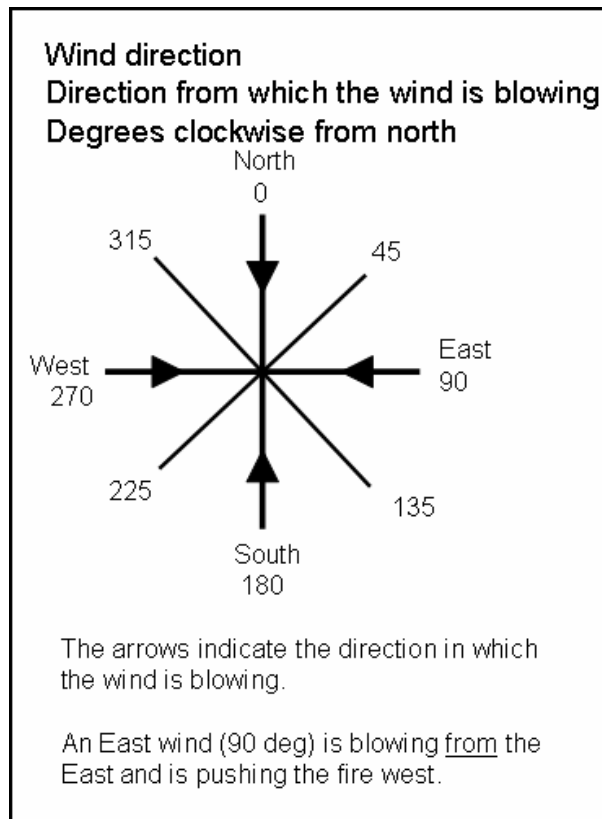 Wind direction
Direction from which the wind is blowing
Degrees clockwise from north
North
0
315
45
West
270
East
90
225
135
South
180
The arrows indicate the direction in which
the wind is blowing.
An East wind (90 deg) is blowing from the
East and is pushing the fire west.